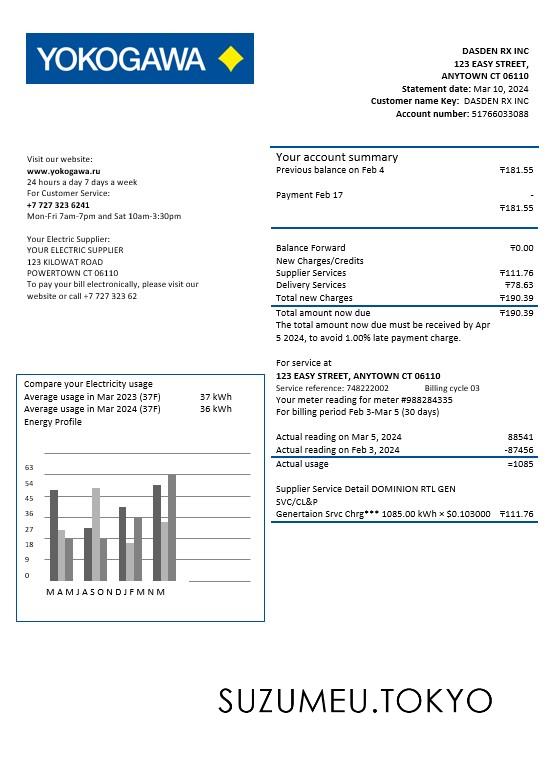 YOKOGAWA
DASDEN RX INC
123 EASY STREET,
ANYTOWN CT 06110
Statement date: Mar 10, 2024
Customer name Key: DASDEN RX INC
Account number: 51766033088
Visit our website:
www.yokogawa.ru
24 hours a day 7 days a week
For Customer Service:
+7 727 323 6241
Mon-Fri 7am-7pm and Sat 10am-3:30pm
Your Electric Supplier:
YOUR ELECTRIC SUPPLIER
123 KILOWAT ROAD
POWERTOWN CT 06110
To pay your bill electronically, please visit our
website or call +7 727 323 62
Your account summary
Previous balance on Feb 4 ₸181.55
Payment Feb 17 -
₸181.55
Balance Forward ₸0.00
New Charges/Credits
Supplier Services ₸111.76
Delivery Services ₸78.63
Total new Charges ₸190.39
Total amount now due ₸190.39
The total amount now due must be received by Apr
5 2024, to avoid 1.00% late payment charge.
For service at
123 EASY STREET, ANYTOWN CT 06110
Service reference: 748222002 Billing cycle 03
Your meter reading for meter #988284335
For billing period Feb 3-Mar 5 (30 days)
Actual reading on Mar 5, 2024 88541
Actual reading on Feb 3, 2024 -87456
Actual usage =1085
Supplier Service Detail DOMINION RTL GEN
SVC/CL&P
Genertaion Srvc Chrg*** 1085.00 kWh × $0.103000 ₸111.76
Compare your Electricity usage
Average usage in Mar 2023 (37F) 37 kWh
Average usage in Mar 2024 (37F) 36 kWh
Energy Profile
63
54
45
36
27
18
9
0
M A M J J A S O N D J F M N M
SUZUMEU.TOKYO